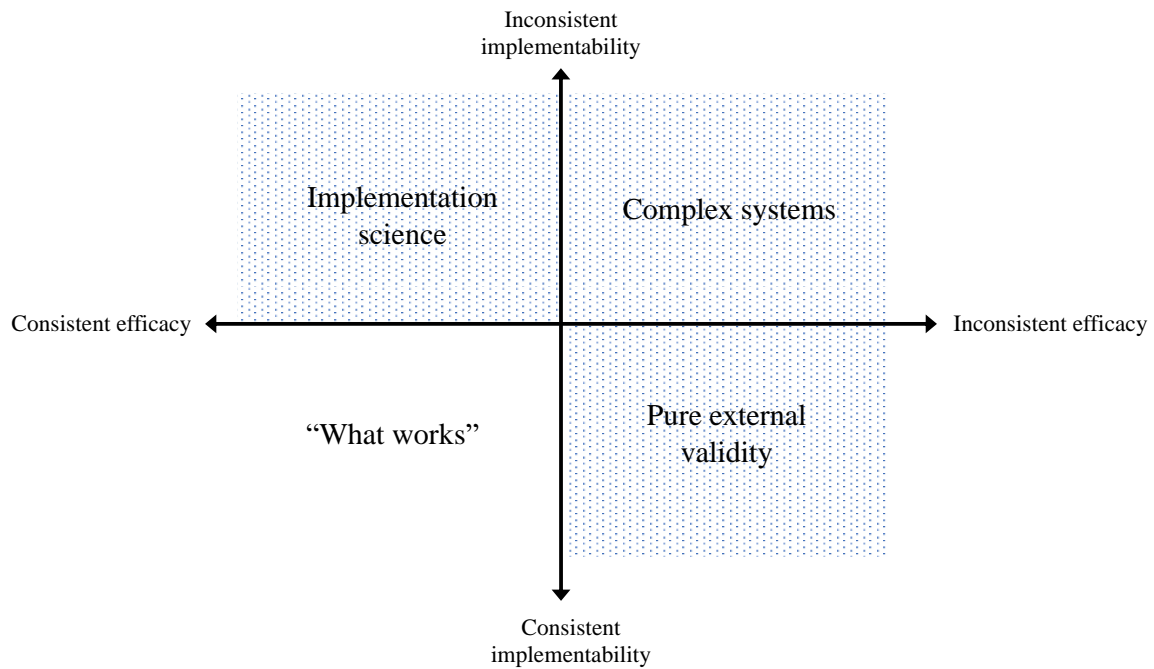 Inconsistent
implementability
Implementation
science
Complex systems
Consistent efficacy
Inconsistent efficacy
“What works”
Pure external
validity
Consistent
implementability